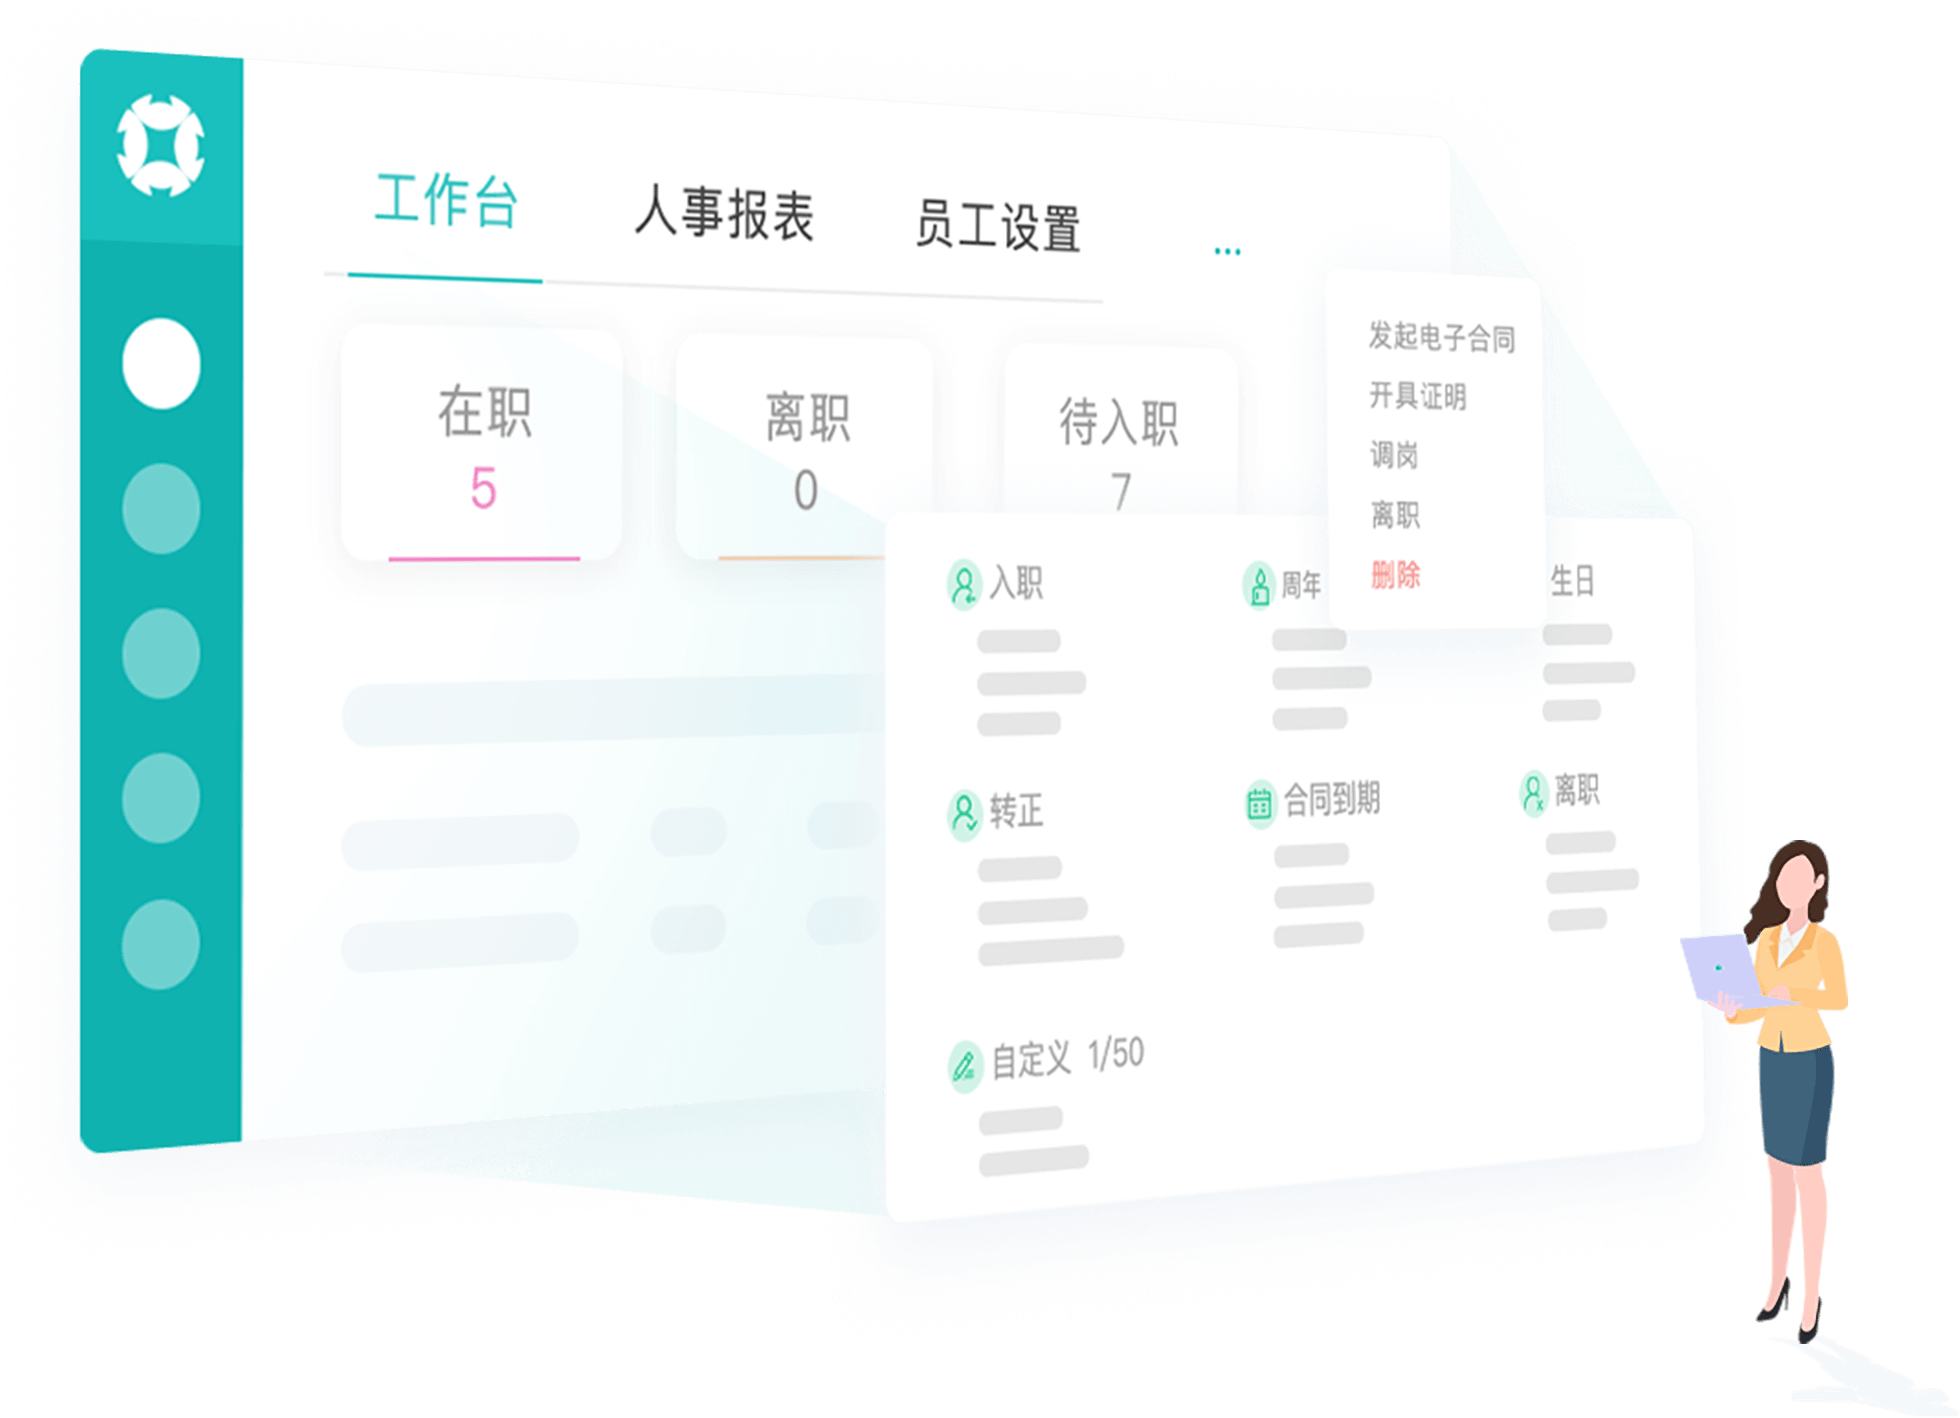 工作台
人事报表
员工设置
...
在职
5
离职
0
待入职
7
发起电子合同
开具证明
调岗
离职
删除
入职
周年
生日
转正
合同到期
离职
自定义 1/50